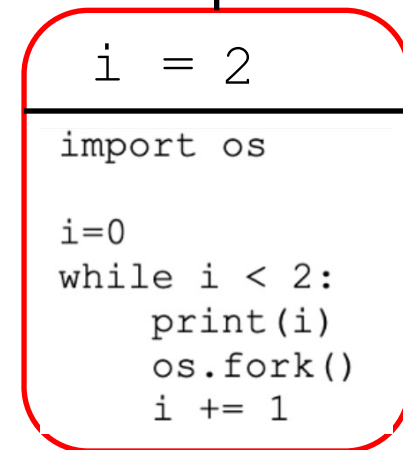 i = 2
import os
i=0
while i < 2:
    print(i)
    os.fork()
    i += 1